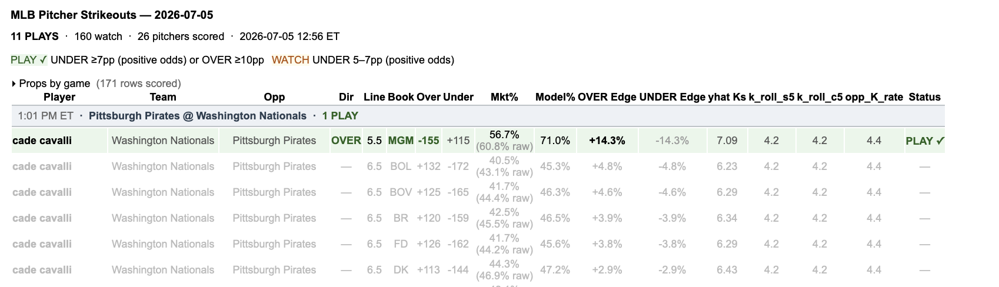 MLB Pitcher Strikeouts — 2026-07-05
11 PLAYS · 160 watch · 26 pitchers scored · 2026-07-05 12:56 ET
PLAY ✓ UNDER ≥7pp (positive odds) or OVER ≥10pp WATCH UNDER 5–7pp (positive odds)
Props by game (171 rows scored)
Player Team Opp Dir Line Book Over Under Mkt% Model% OVER Edge UNDER Edge yhat Ks k_roll_s5 k_roll_c5 opp_K_rate Status
1:01 PM ET · Pittsburgh Pirates @ Washington Nationals · 1 PLAY
cade cavalli Washington Nationals Pittsburgh Pirates OVER 5.5 MGM -155 +115 56.7% (60.8% raw) 71.0% +14.3% -14.3% 7.09 4.2 4.2 4.4 PLAY ✓
cade cavalli Washington Nationals Pittsburgh Pirates — 6.5 BOL +132 -172 40.5% (43.1% raw) 45.3% +4.8% -4.8% 6.23 4.2 4.2 4.4 —
cade cavalli Washington Nationals Pittsburgh Pirates — 6.5 BOV +125 -165 41.7% (44.4% raw) 46.3% +4.6% -4.6% 6.29 4.2 4.2 4.4 —
cade cavalli Washington Nationals Pittsburgh Pirates — 6.5 BR +120 -159 42.5% (45.5% raw) 46.5% +3.9% -3.9% 6.34 4.2 4.2 4.4 —
cade cavalli Washington Nationals Pittsburgh Pirates — 6.5 FD +126 -162 41.7% (44.2% raw) 45.6% +3.8% -3.8% 6.29 4.2 4.2 4.4 —
cade cavalli Washington Nationals Pittsburgh Pirates — 6.5 DK +113 -144 44.3% (46.9% raw) 47.2% +2.9% -2.9% 6.43 4.2 4.2 4.4 —